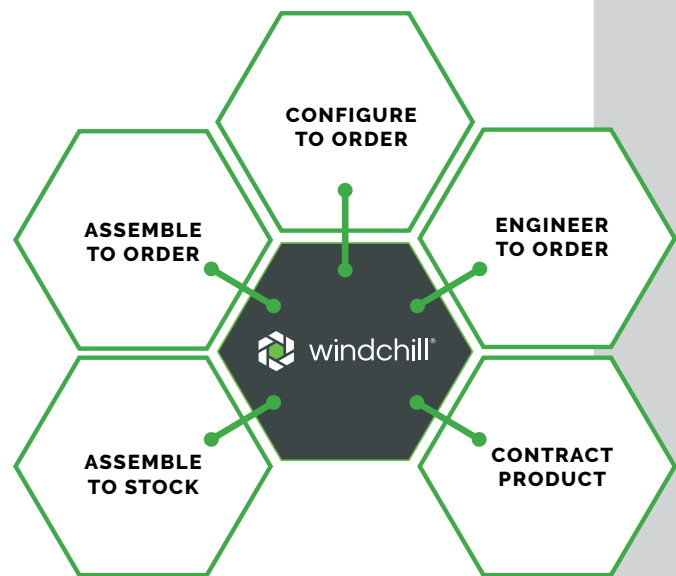 CONFIGURE
TO ORDER
ASSEMBLE
TO ORDER
ENGINEER
TO ORDER
windchill®
ASSEMBLE
TO STOCK
CONTRACT
PRODUCT